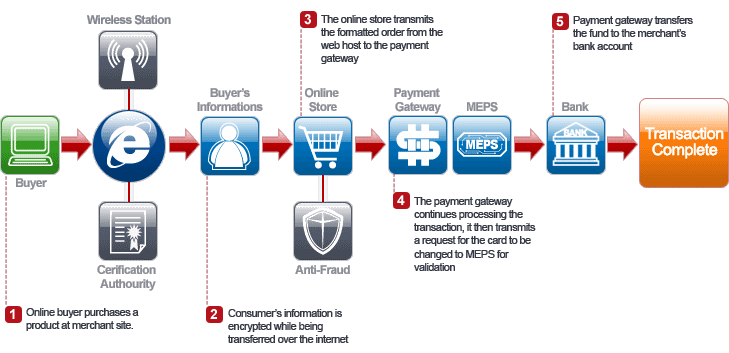 Wireless Station
3
The online store transmits
the formatted order from the
web host to the payment
gateway
5
Payment gateway transfers
the fund to the merchant's
bank account
Buyer's
Informations
Online
Store
Payment
Gateway
MEPS
Bank
MEPS
BANK
Transaction
Complete
Buyer
Cerification
Authourity
Anti-Fraud
4
The payment gateway
continues processing the
transaction, it then transmits
a request for the card to be
changed to MEPS for
validation
1
Online buyer purchases a
product at merchant site.
2
Consumer's information is
encrypted while being
transferred over the internet